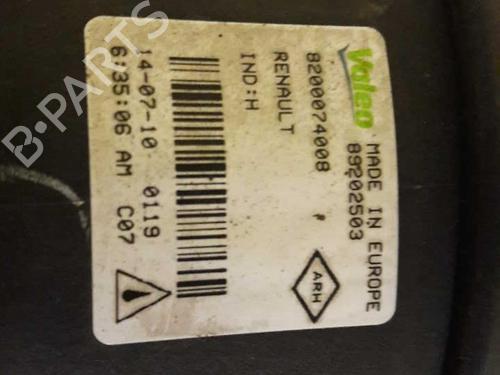 Valeo MADE IN EUROPE
89202503
8200074008
RENAULT
IND:H
ARH
14-07-10 0119
6:35:06 AM C07
B-PARTS